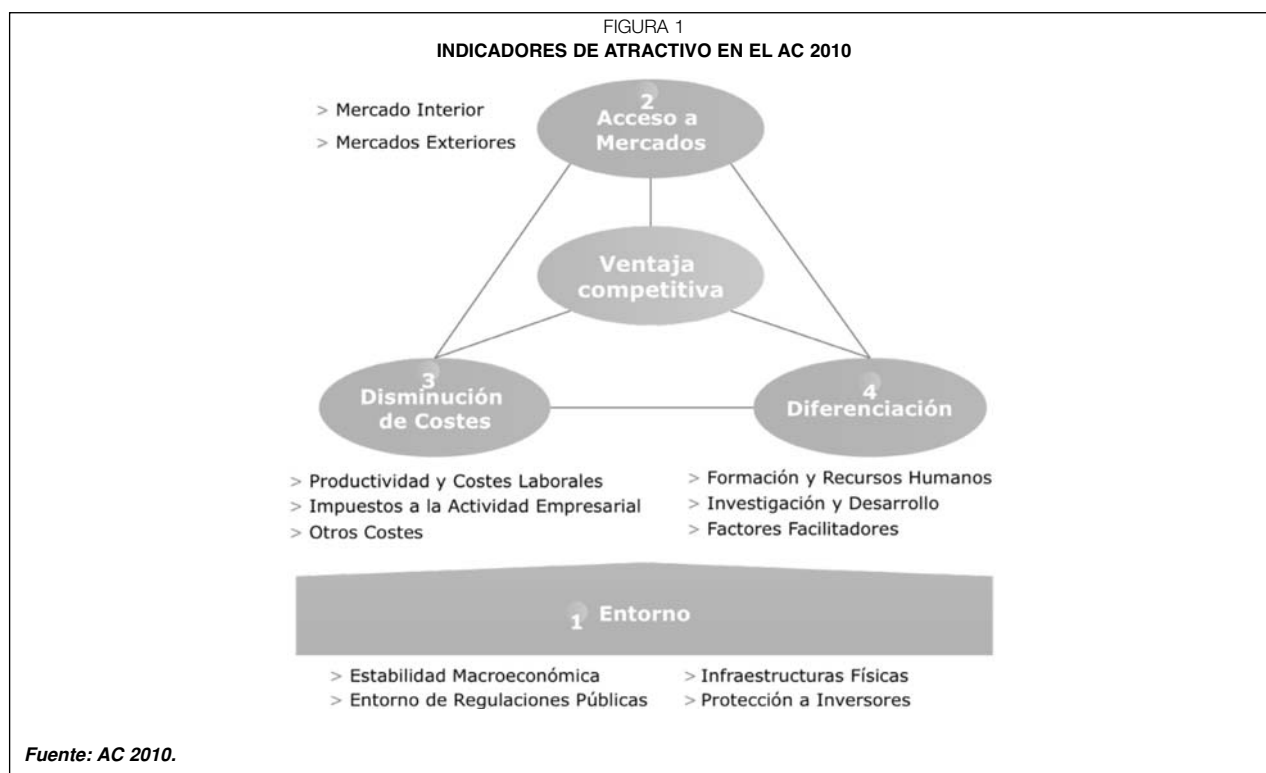 FIGURA 1
INDICADORES DE ATRACTIVO EN EL AC 2010
> Mercado Interior
> Mercados Exteriores
2
Acceso a
Mercados
Ventaja
competitiva
3
Disminución
de Costes
4
Diferenciación
> Productividad y Costes Laborales
> Impuestos a la Actividad Empresarial
> Otros Costes
> Formación y Recursos Humanos
> Investigación y Desarrollo
> Factores Facilitadores
1 Entorno
> Estabilidad Macroeconómica
> Entorno de Regulaciones Públicas
> Infraestructuras Físicas
> Protección a Inversores
Fuente: AC 2010.